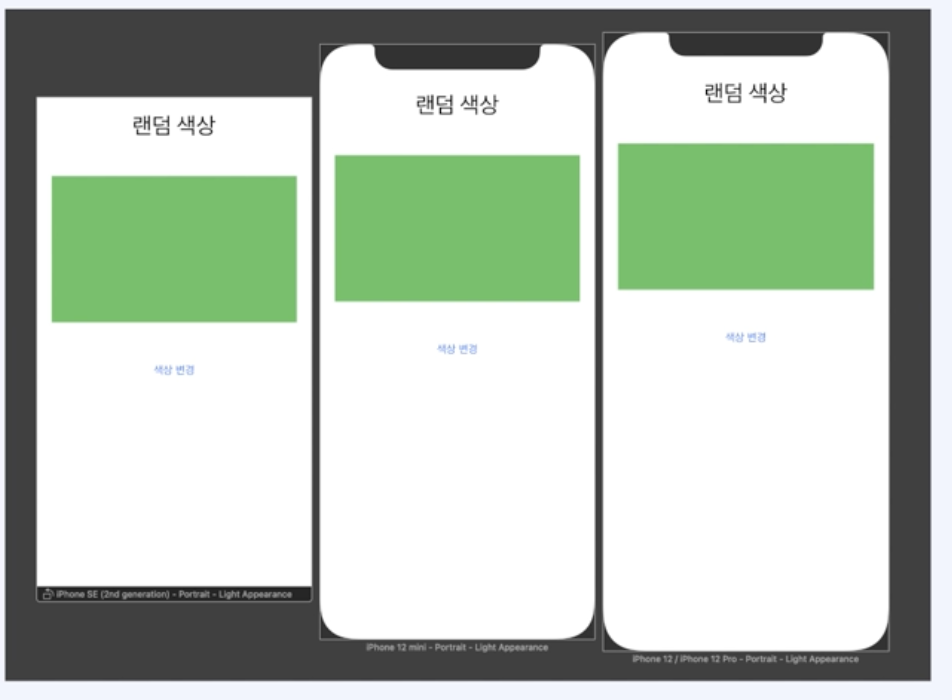 랜덤 색상
색상 변경
iPhone SE (2nd generation) - Portrait - Light Appearance
랜덤 색상
색상 변경
iPhone 12 mini - Portrait - Light Appearance
랜덤 색상
색상 변경
iPhone 12 / iPhone 12 Pro - Portrait - Light Appearance